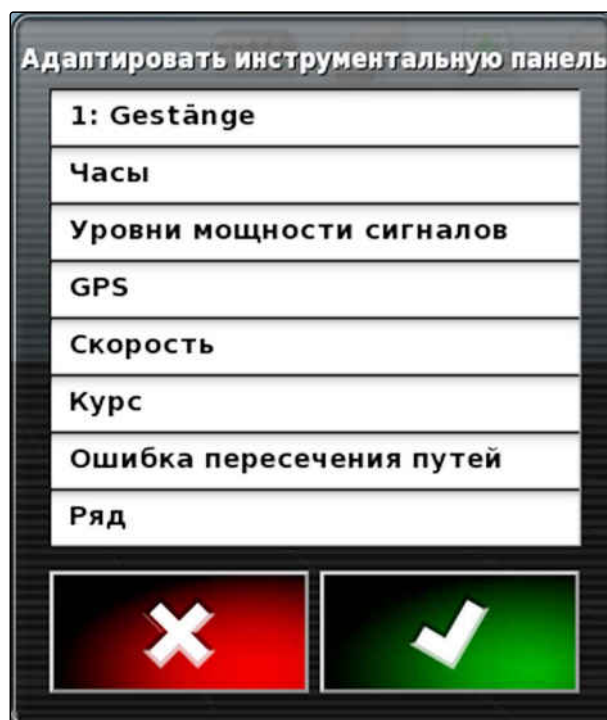 Адаптировать инструментальную панель
1: Gestänge
Часы
Уровни мощности сигналов
GPS
Скорость
Курс
Ошибка пересечения путей
Ряд